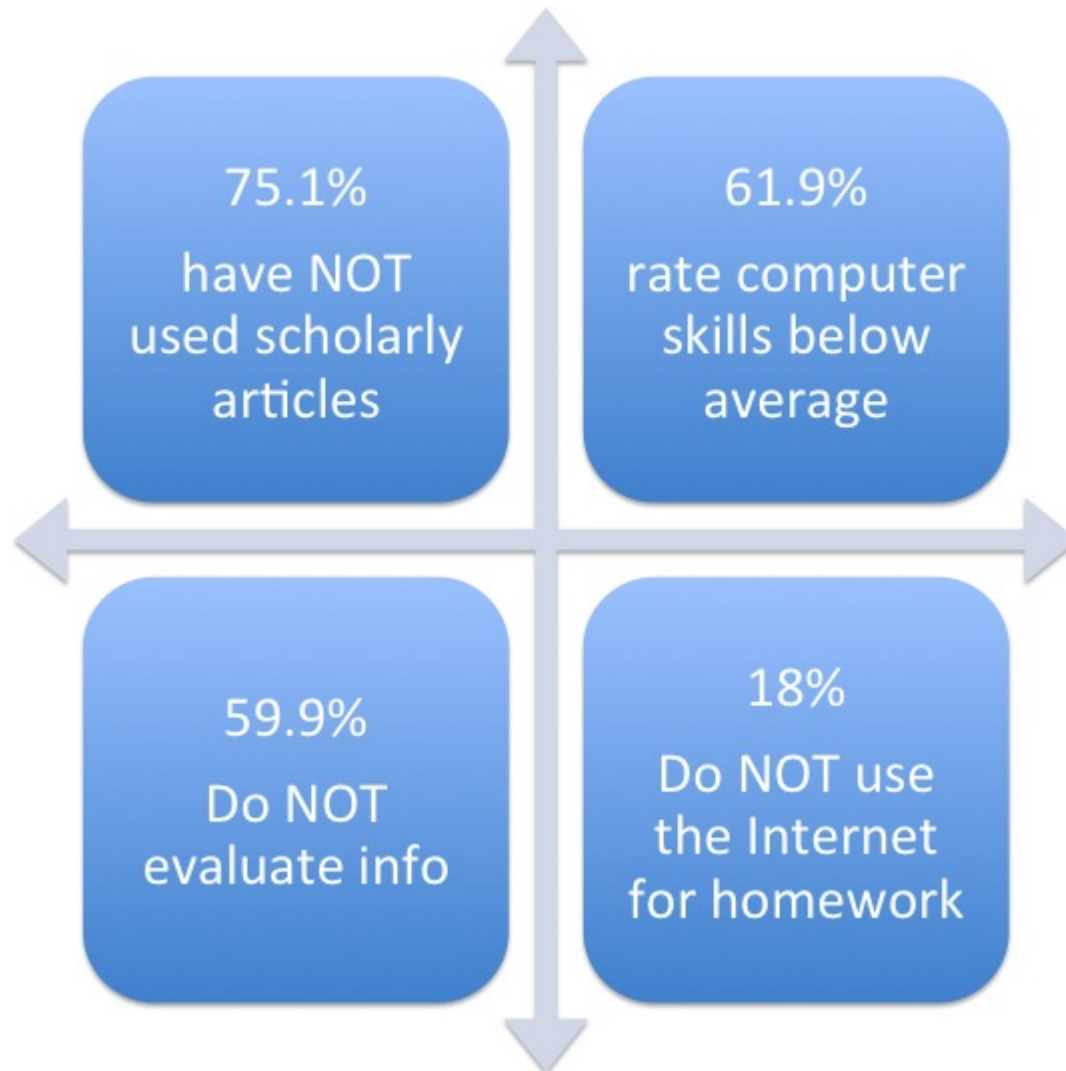 75.1%
have NOT
used scholarly
articles
61.9%
rate computer
skills below
average
59.9%
Do NOT
evaluate info
18%
Do NOT use
the Internet
for homework